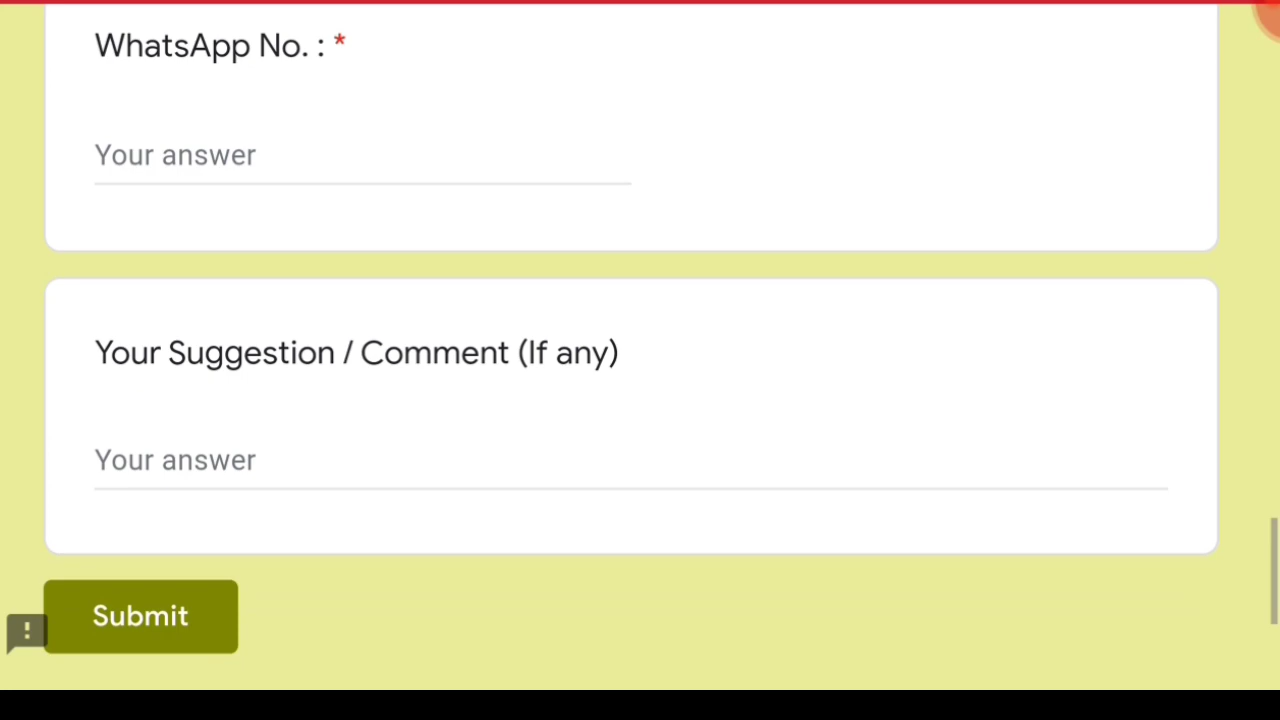 WhatsApp No. : *
Your answer
Your Suggestion / Comment (If any)
Your answer
Submit